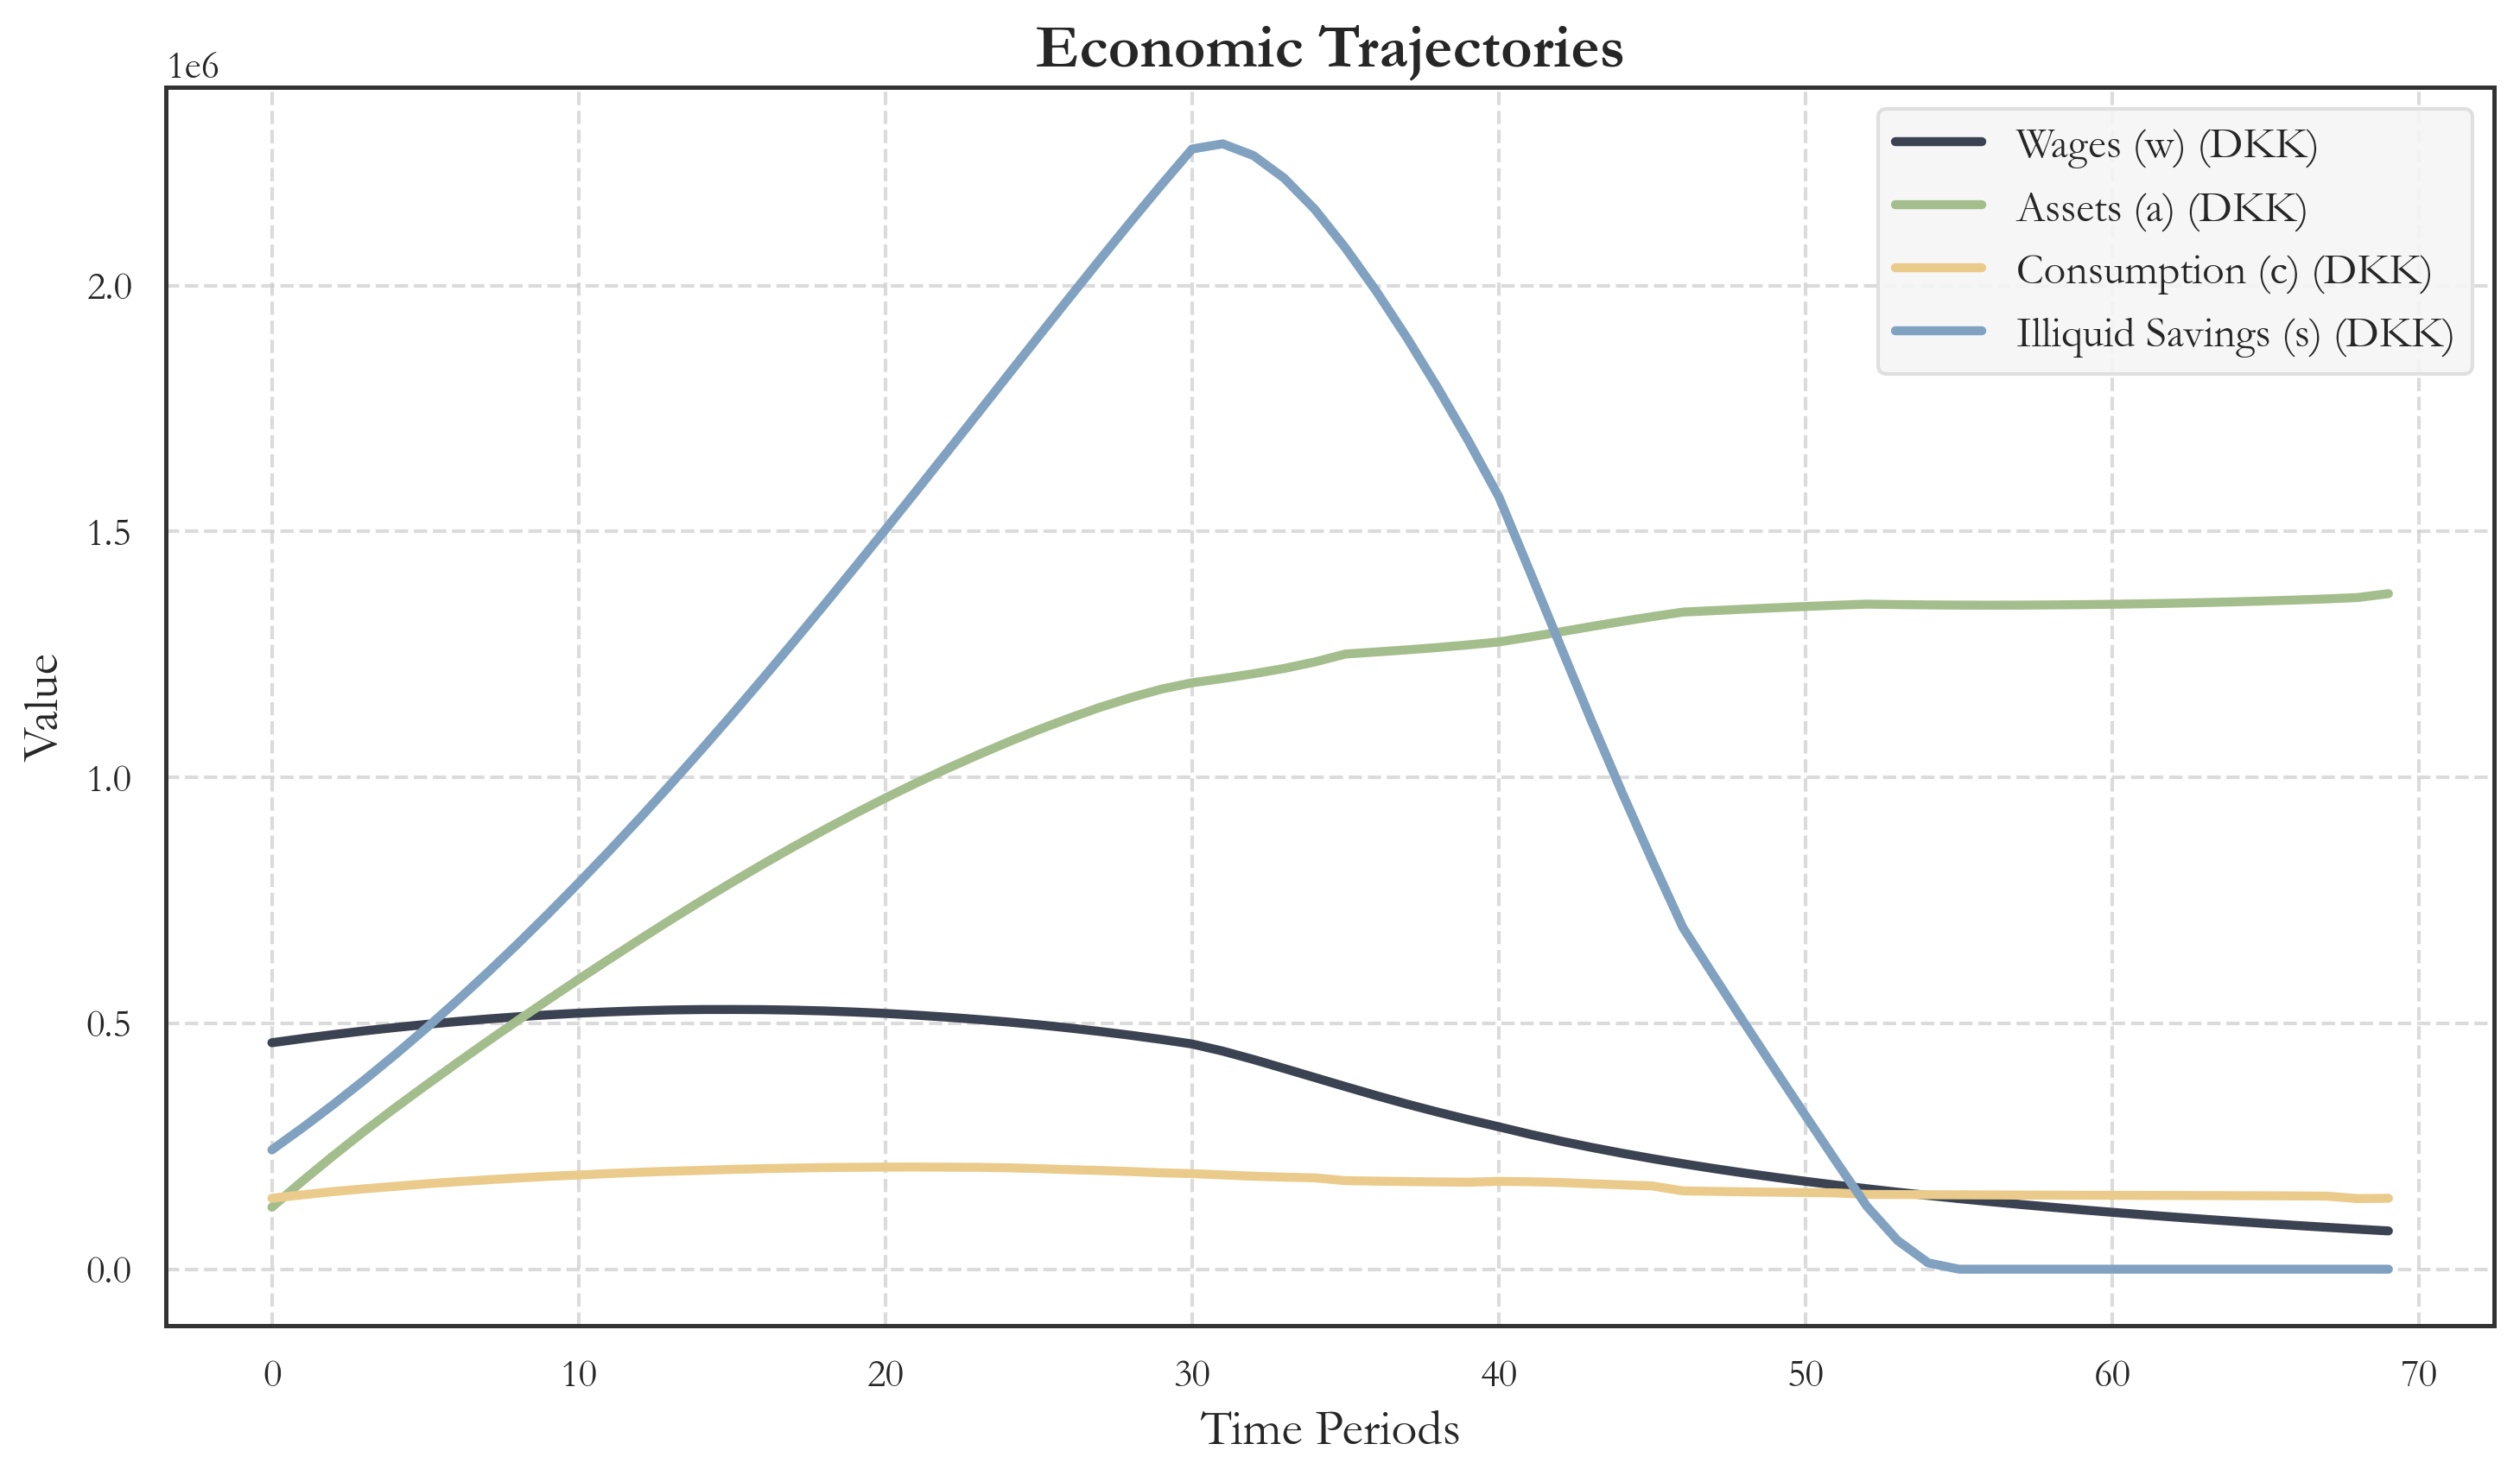 Economic Trajectories
1e6
Wages (w) (DKK)
Assets (a) (DKK)
Consumption (c) (DKK)
Illiquid Savings (s) (DKK)
2.0
1.5
1.0
0.5
0.0
Value
0 10 20 30 40 50 60 70
Time Periods